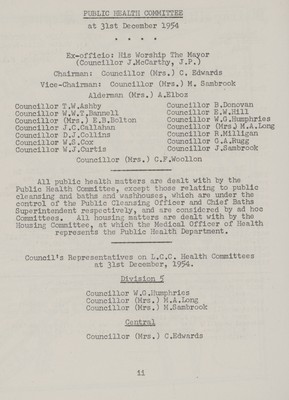 PUBLIC HEALTH COMMITTEE
at 31st December 1954
* * * *
Ex-officio: His Worship The Mayor
(Councillor J.McCarthy, J.P.)
Chairman: Councillor (Mrs.) C. Edwards
Vice-Chairman: Councillor (Mrs.) M. Sambrook
Alderman (Mrs.) A.Elboz
Councillor T.W.Ashby
Councillor W.W.T.Bannell
Councillor (Mrs.) E.B.Bolton
Councillor J.C.Callahan
Councillor D.J.Collins
Councillor W.S.Cox
Councillor W.J.Curtis
Councillor B.Donovan
Councillor E.W.Hill
Councillor W.G.Humphries
Councillor (Mrs.) M.A.Long
Councillor R.Milligan
Councillor G.A.Rugg
Councillor J.Sambrook
Councillor (Mrs.) C.F.Woollon
All public health matters are dealt with by the
Public Health Committee, except those relating to public
cleansing and baths and washhouses, which are under the
control of the Public Cleansing Officer and Chief Baths
Superintendent respectively, and are considered by ad hoc
Committees. All housing matters are dealt with by the
Housing Committee, at which the Medical Officer of Health
represents the Public Health Department.
Council's Representatives on L.C.C. Health Committees
at 31st December, 1954.
Division 5
Councillor W.G.Humphries
Councillor (Mrs.) M.A.Long
Councillor (Mrs.) M.Sambrook
Central
Councillor (Mrs.) C.Edwards
11